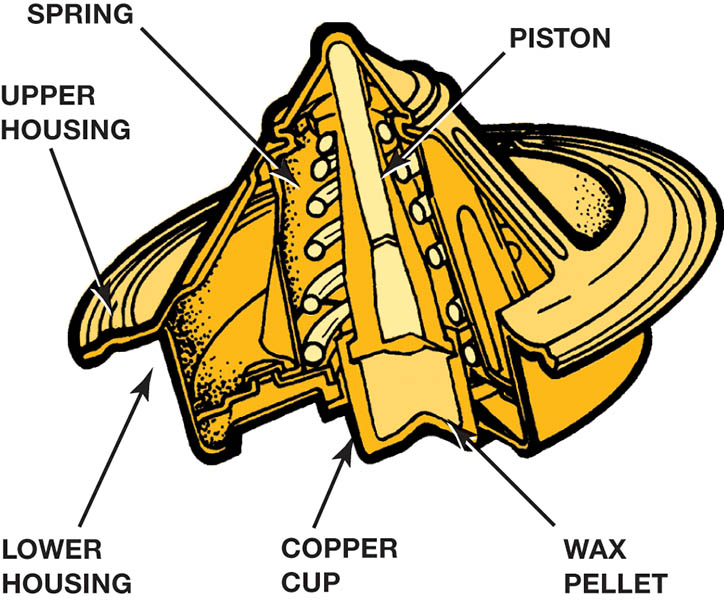 SPRING
PISTON
UPPER
HOUSING
LOWER
HOUSING
COPPER
CUP
WAX
PELLET